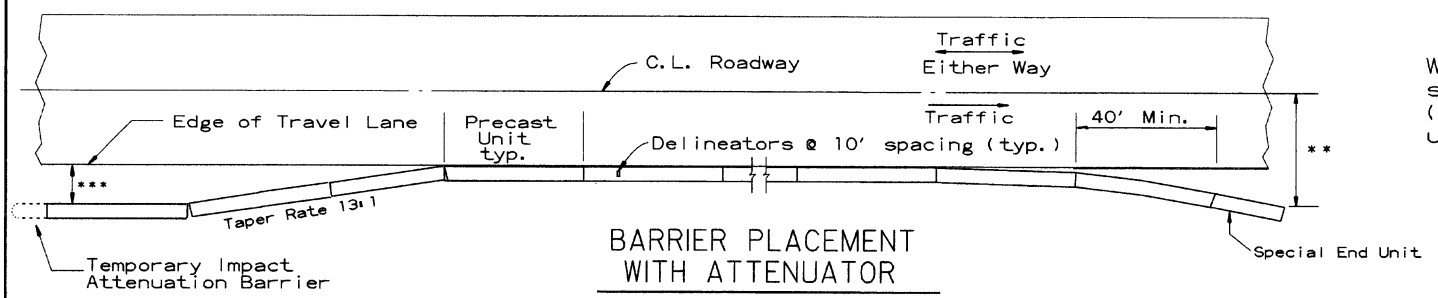 Traffic
Either Way
C.L. Roadway
W
s
(
u
Edge of Travel Lane
Precast
Unit
typ.
Traffic
40' Min.
Delineators @ 10' spacing (typ.)
**
***
Taper Rate 13:1
BARRIER PLACEMENT
WITH ATTENUATOR
Special End Unit
Temporary Impact
Attenuation Barrier